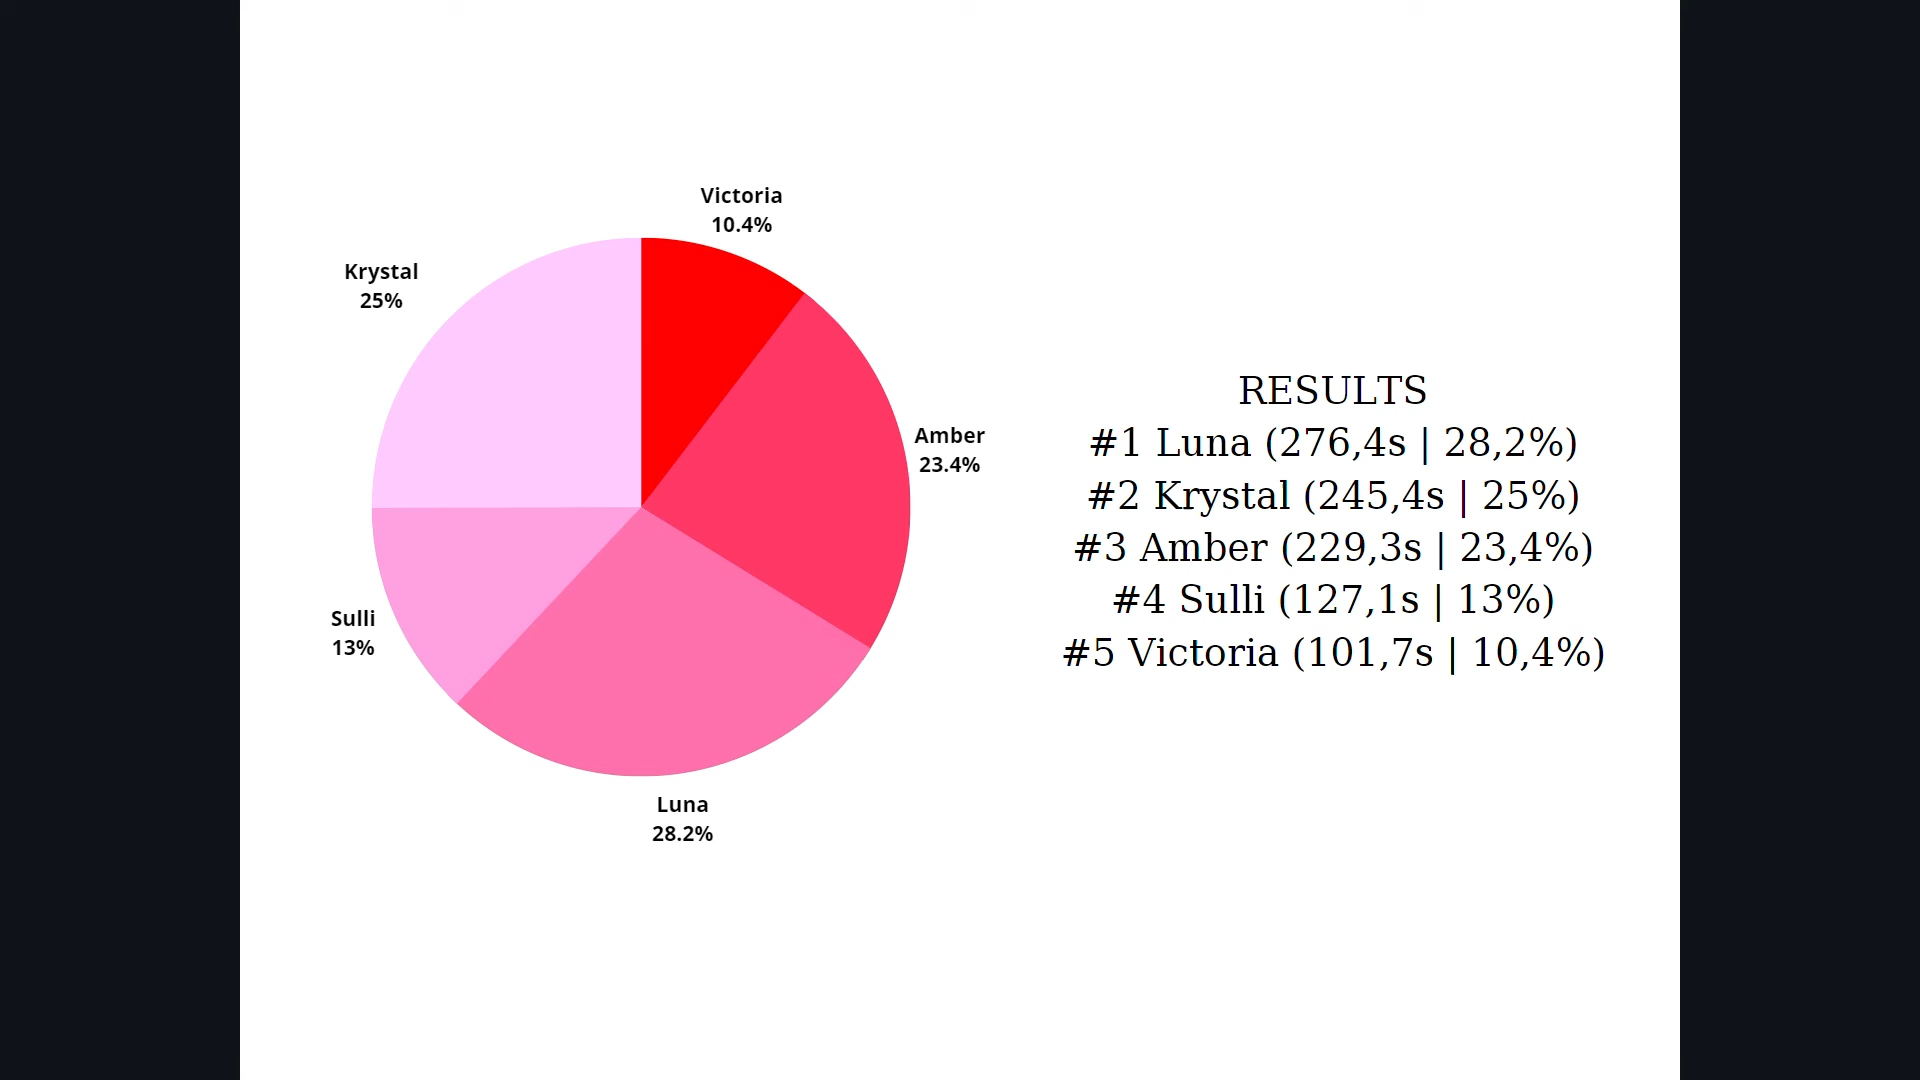 Victoria
10.4%
Krystal
25%
Amber
23.4%
Sulli
13%
Luna
28.2%
RESULTS
#1 Luna (276,4s | 28,2%)
#2 Krystal (245,4s | 25%)
#3 Amber (229,3s | 23,4%)
#4 Sulli (127,1s | 13%)
#5 Victoria (101,7s | 10,4%)